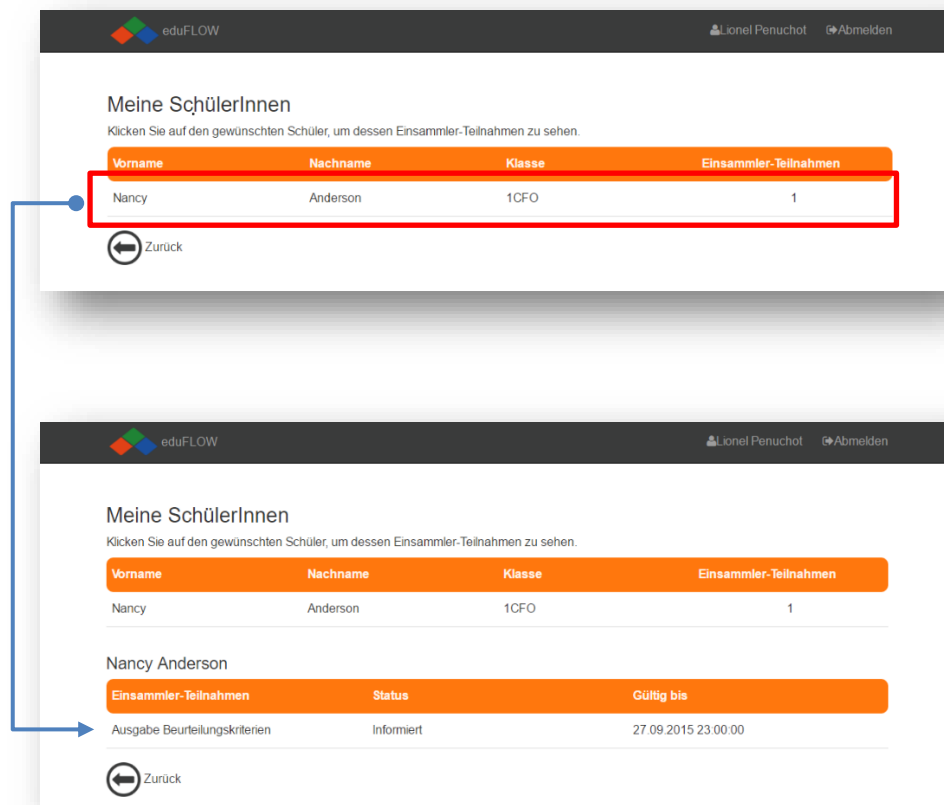 eduFLOW Lionel Penuchot Abmelden
Meine SchülerInnen
Klicken Sie auf den gewünschten Schüler, um dessen Einsammler-Teilnahmen zu sehen.
Vorname Nachname Klasse Einsammler-Teilnahmen
Nancy Anderson 1CFO 1
Zurück
eduFLOW Lionel Penuchot Abmelden
Meine SchülerInnen
Klicken Sie auf den gewünschten Schüler, um dessen Einsammler-Teilnahmen zu sehen.
Vorname Nachname Klasse Einsammler-Teilnahmen
Nancy Anderson 1CFO 1
Nancy Anderson
Einsammler-Teilnahmen Status Gültig bis
Ausgabe Beurteilungskriterien Informiert 27.09.2015 23:00:00
Zurück